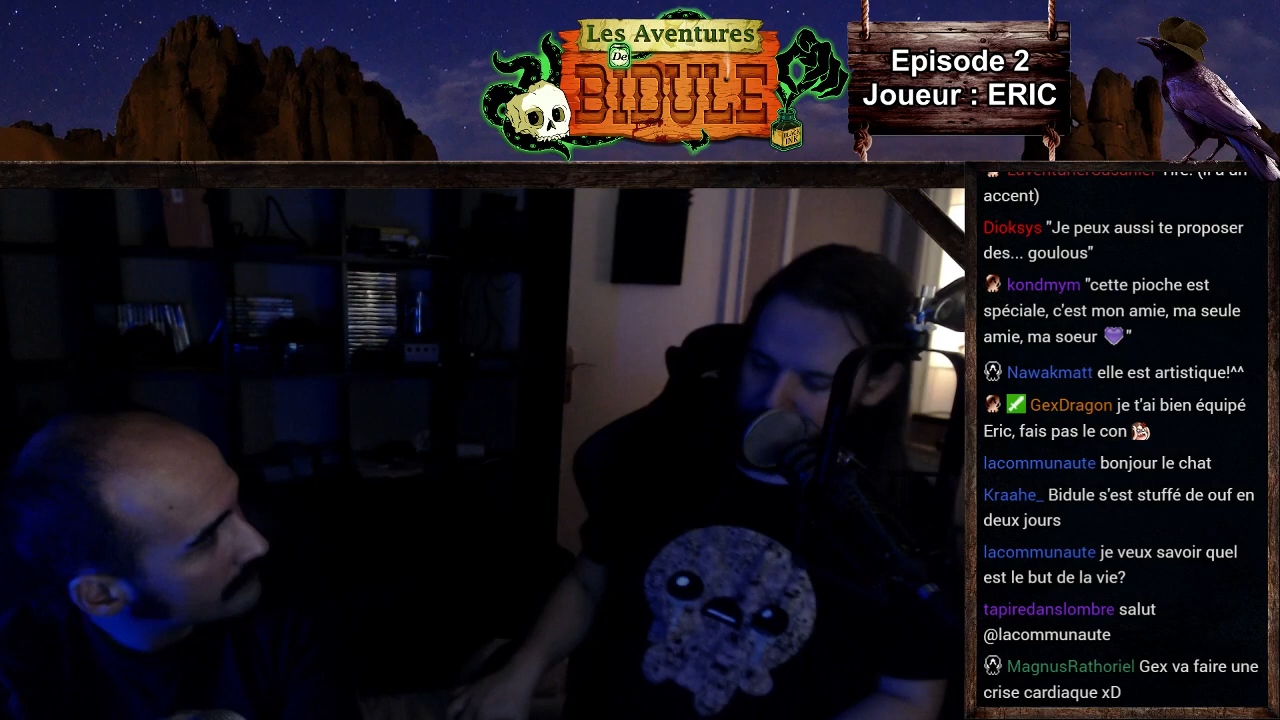 Les Aventures
De
BIDULE
BLACK
INK
Episode 2
Joueur : ERIC
accent)
Dioksys "Je peux aussi te proposer
des... goulous"
kondmym "cette pioche est
spéciale, c'est mon amie, ma seule
amie, ma soeur 💜"
Nawakmatt elle est artistique!^^
GexDragon je t'ai bien équipé
Eric, fais pas le con
lacommunaute bonjour le chat
Kraahe_ Bidule s'est stuffé de ouf en
deux jours
lacommunaute je veux savoir quel
est le but de la vie?
tapiredanslombre salut
@lacommunaute
MagnusRathoriel Gex va faire une
crise cardiaque xD